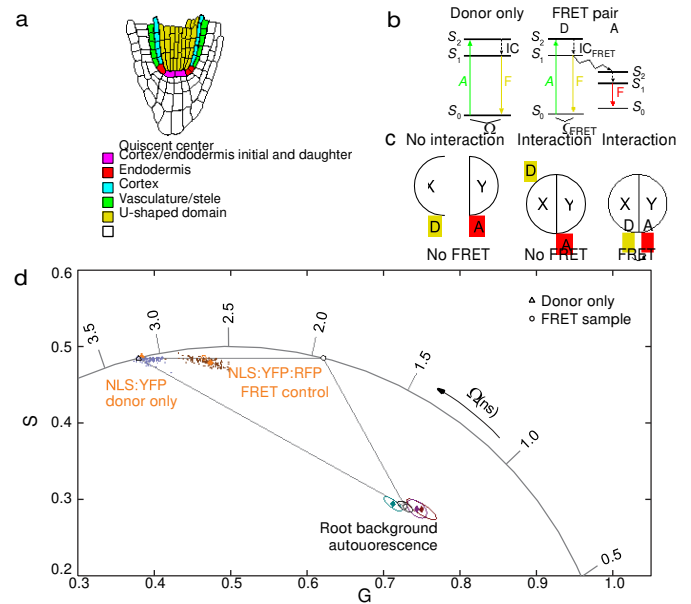 a
Quiscent center
Cortex/endodermis initial and daughter
Endodermis
Cortex
Vasculature/stele
U-shaped domain
b
Donor only
FRET pair
D A
S2 IC
S1
A F
S0
Ω
S2 ICFRET
S1
A F
S0
ζFRET
S2
S1
F
S0
c
No interaction
Interaction
Interaction
X Y
D A
No FRET
D
X Y
A
No FRET
X Y
D A
FRET
d
S
0.6
0.5
0.4
0.3
0.2
0.3
0.4
0.5
0.6
0.7
0.8
0.9
1.0
G
3.5
3.0
2.5
2.0
1.5
1.0
0.5
Ω(ns)
Donor only
FRET sample
NLS:YFP
donor only
NLS:YFP:RFP
FRET control
Root background
autouorescence